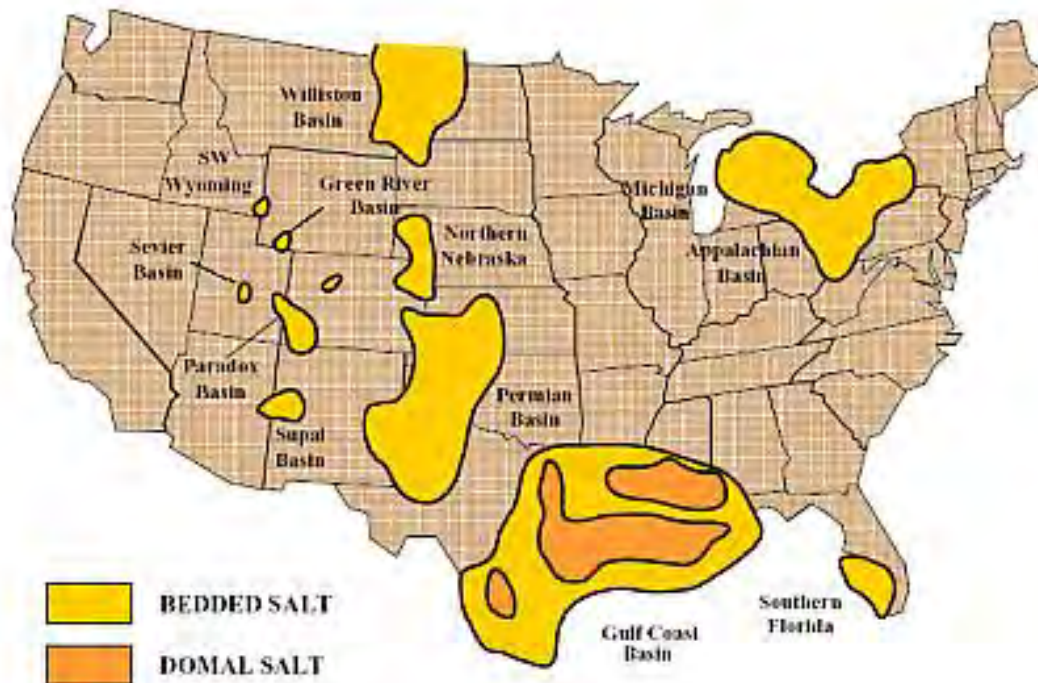 Williston
Basin
SW
Wyoming
Green River
Basin
Michigan
Basin
Sevier
Basin
Northern
Nebraska
Appalachian
Basin
Paradox
Basin
Permian
Basin
Supai
Basin
BEDDED SALT
Southern
Florida
Gulf Coast
Basin
DOMAL SALT